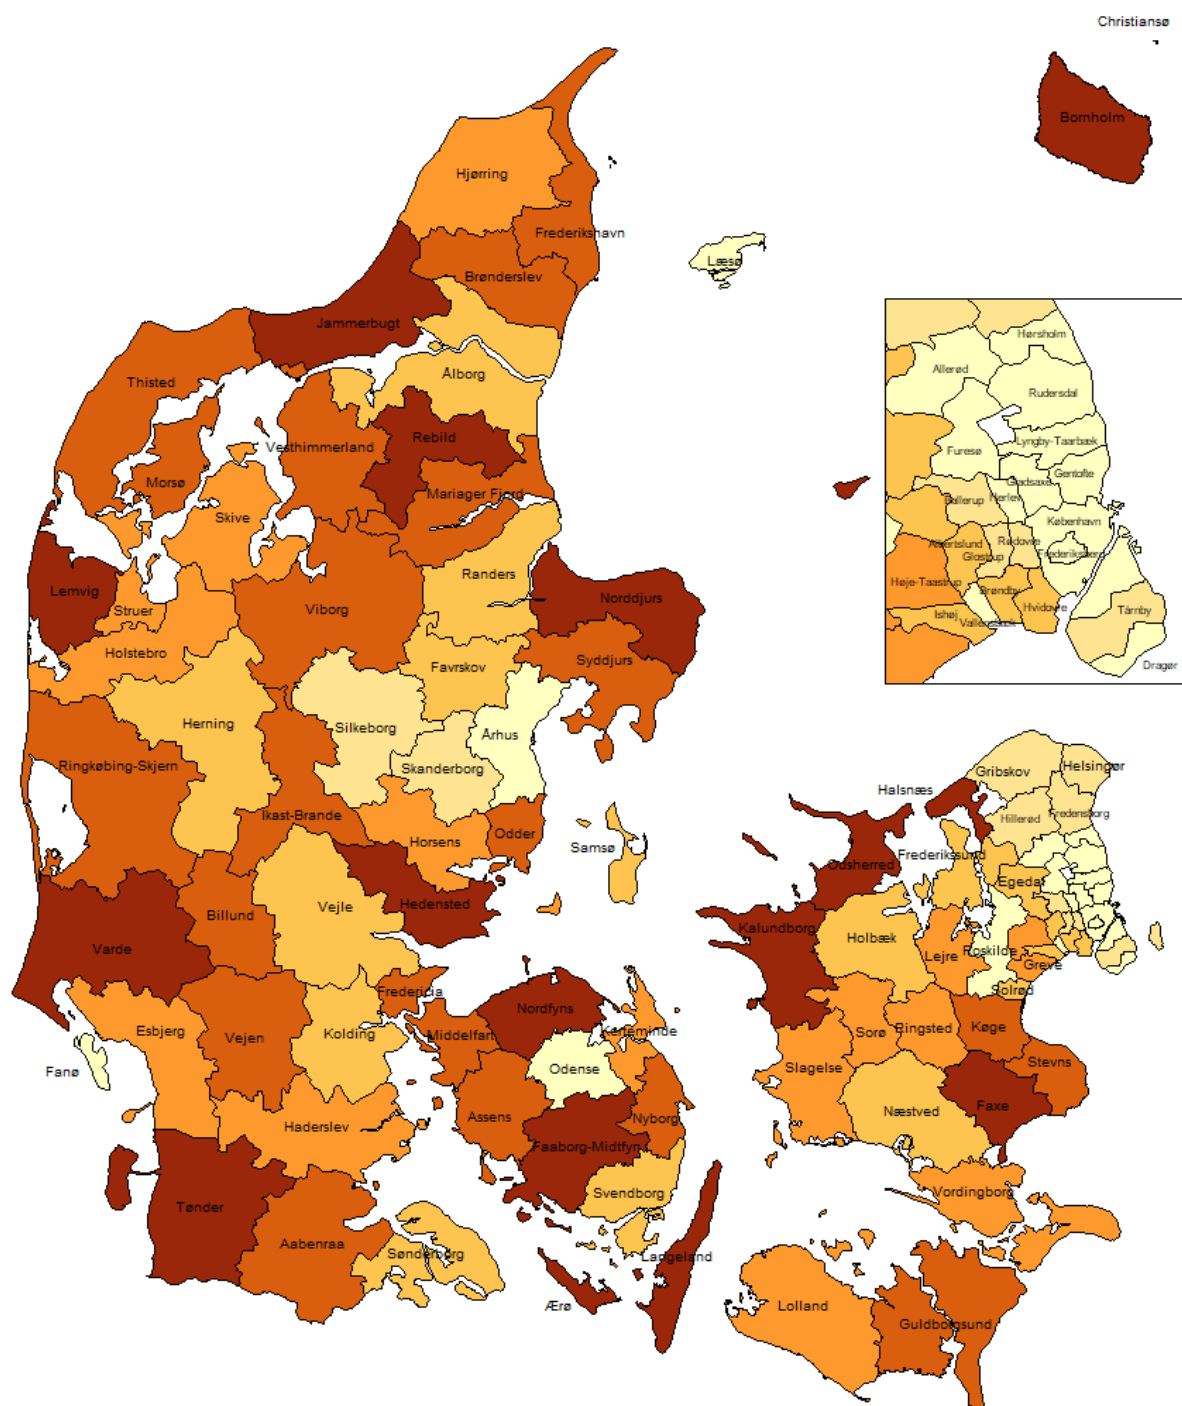 Christiansø
Bornholm
Hjørring
Frederikshavn
Brønderslev
Læsø
Jammerbugt
Ålborg
Thisted
Rebild
Vesthimmerland
Morsø
Mariager Fjord
Skive
Randers
Lemvig
Struer
Viborg
Norddjurs
Holstebro
Favrskov
Syddjurs
Herning
Silkeborg
Århus
Ringkøbing-Skjern
Skanderborg
Ikast-Brande
Horsens
Odder
Samsø
Hedensted
Billund
Vejle
Varde
Fredericia
Nordfyns
Esbjerg
Vejen
Kolding
Middelfart
Kerteminde
Fanø
Odense
Assens
Nyborg
Haderslev
Faaborg-Midtfyn
Svendborg
Tønder
Aabenraa
Sønderborg
Langeland
Ærø
Hørsholm
Allerød
Rudersdal
Lyngby-Taarbæk
Furesø
Gentofte
Gladsaxe
Ballerup
Herlev
København
Albertslund
Rødovre
Glostrup
Frederiksberg
Høje-Taastrup
Brøndby
Hvidovre
Ishøj
Vallensbæk
Tårnby
Dragør
Gribskov
Helsingør
Halsnæs
Hillerød
Fredensborg
Odsherred
Frederikssund
Egedal
Kalundborg
Holbæk
Lejre
Roskilde
Greve
Solrød
Sorø
Ringsted
Køge
Slagelse
Stevns
Næstved
Faxe
Vordingborg
Lolland
Guldborgsund